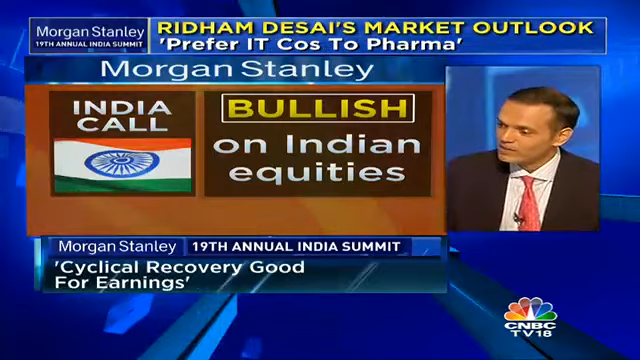 Morgan Stanley
19TH ANNUAL INDIA SUMMIT
RIDHAM DESAI'S MARKET OUTLOOK
'Prefer IT Cos To Pharma'
Morgan Stanley
INDIA
CALL
BULLISH
on Indian
equities
Morgan Stanley
19TH ANNUAL INDIA SUMMIT
'Cyclical Recovery Good
For Earnings'
CNBC
TV18